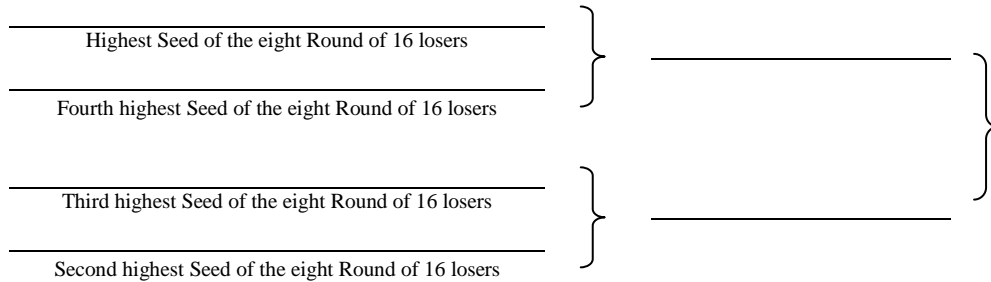 Highest Seed of the eight Round of 16 losers
Fourth highest Seed of the eight Round of 16 losers
Third highest Seed of the eight Round of 16 losers
Second highest Seed of the eight Round of 16 losers